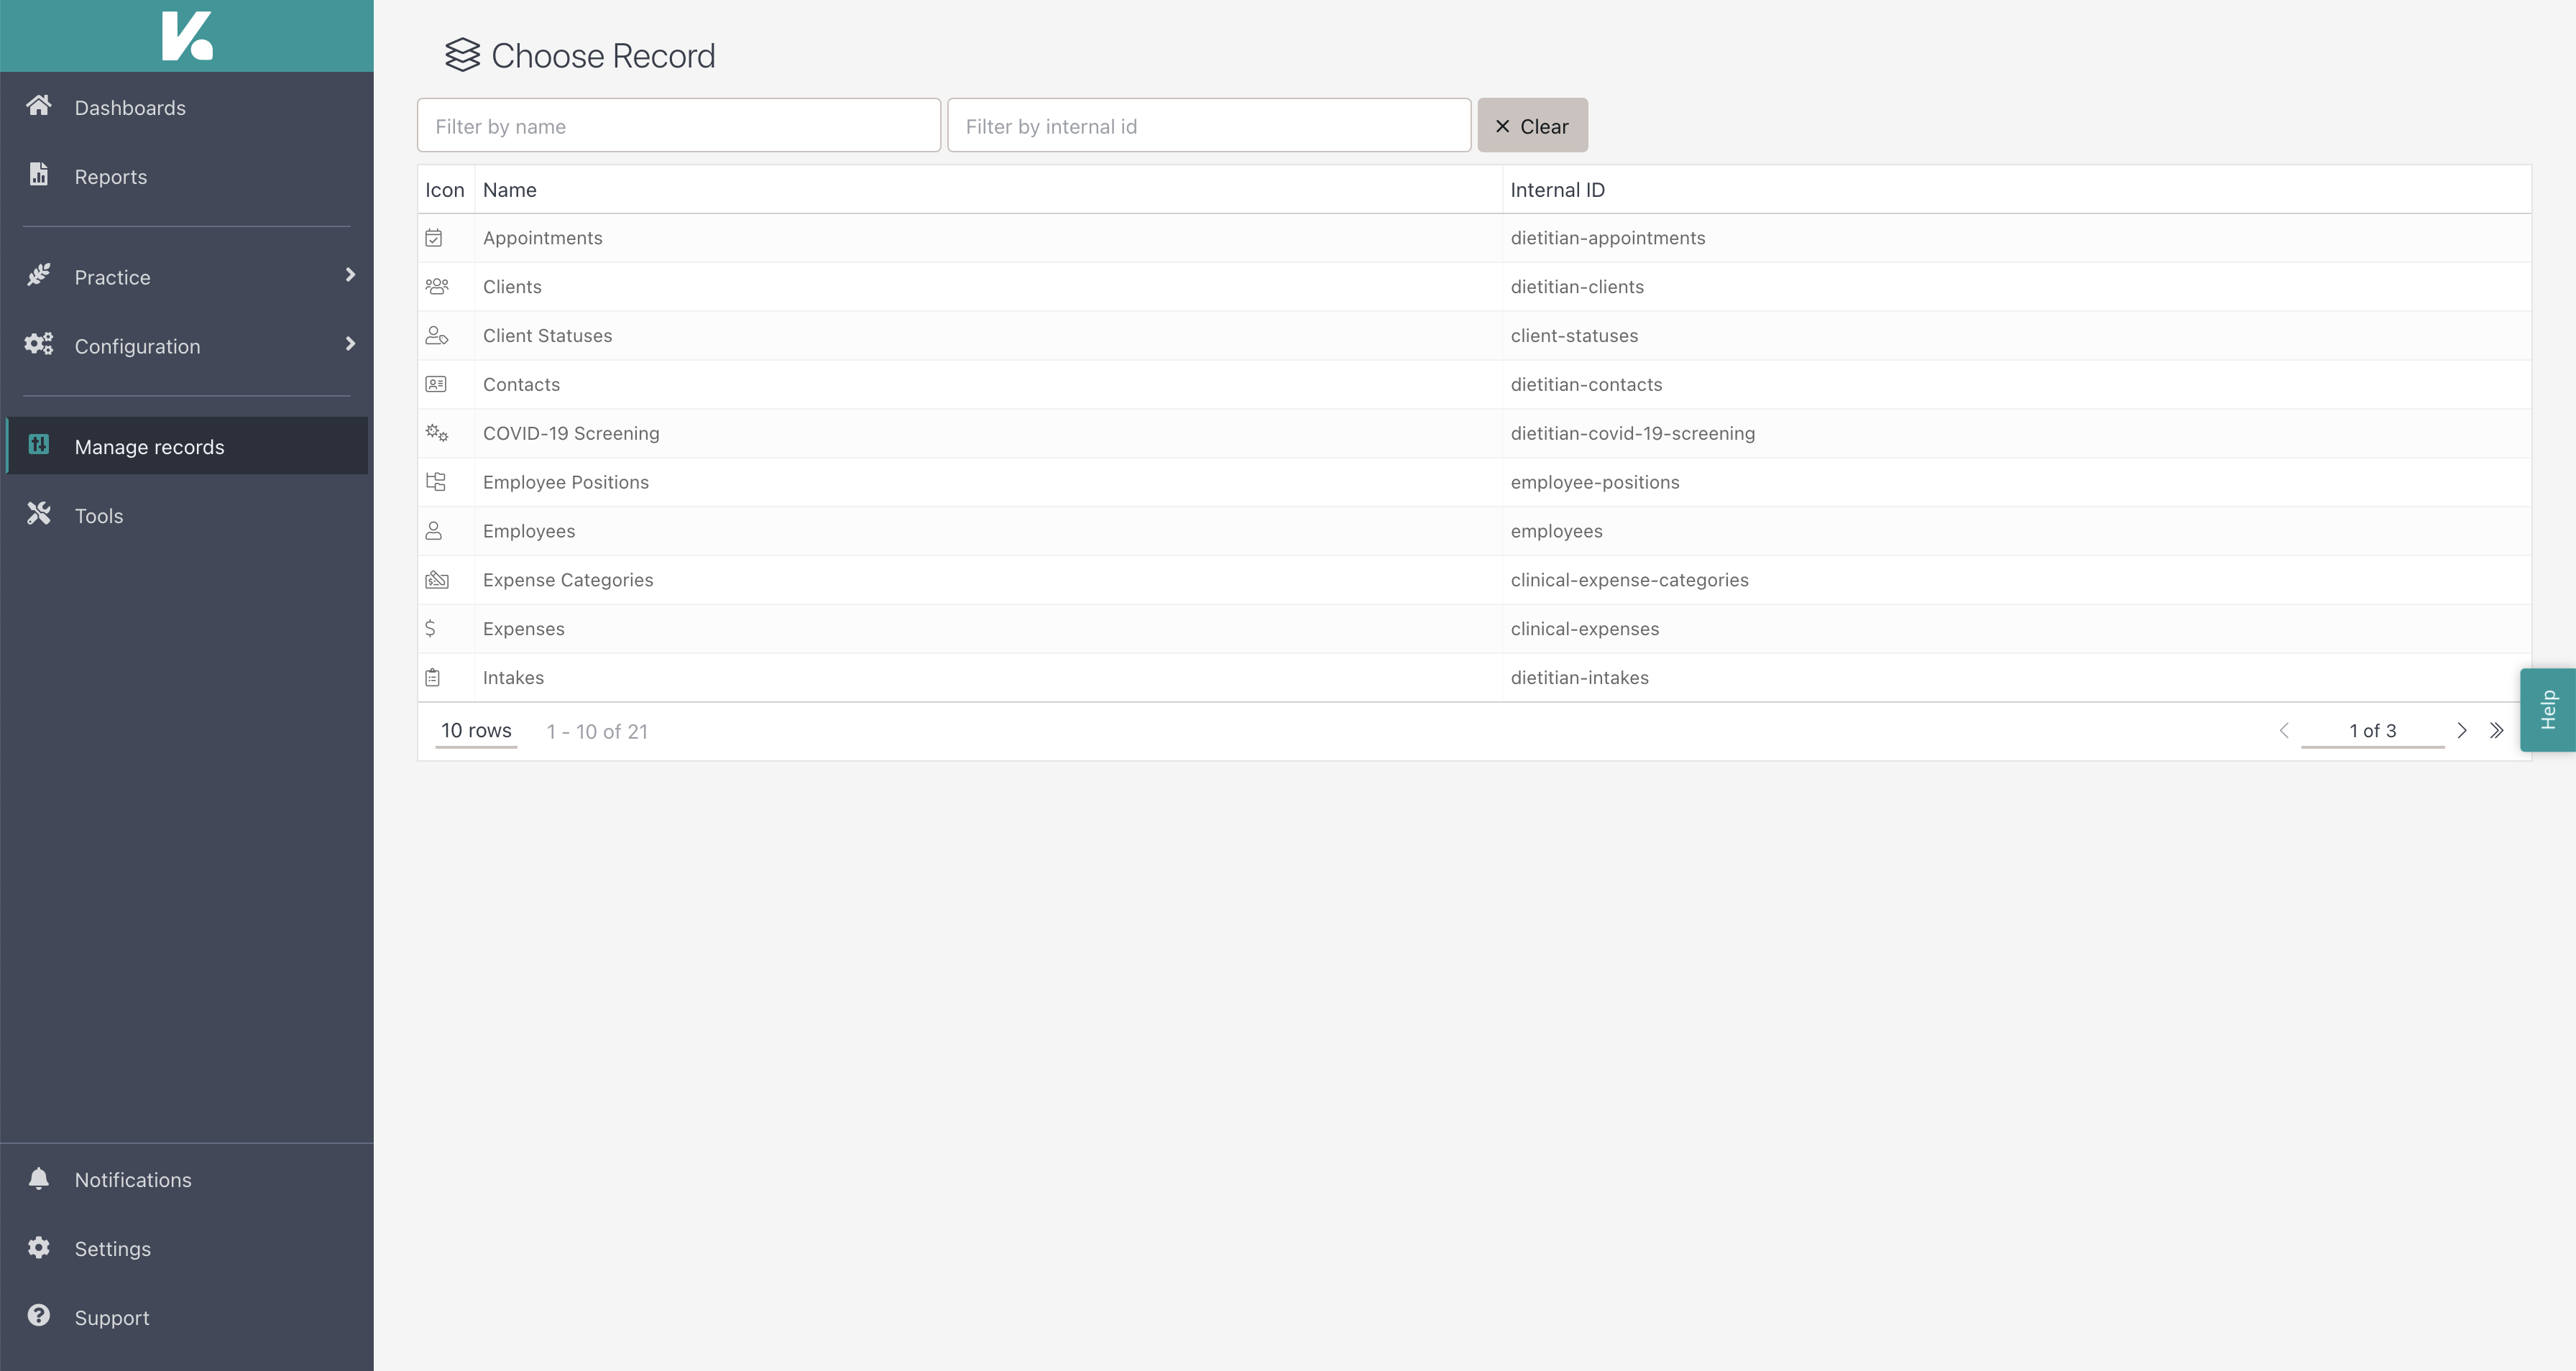 Dashboards
Reports
Practice
Configuration
Manage records
Tools
Notifications
Settings
Support
Choose Record
Filter by name Filter by internal id Clear
Icon Name Internal ID
Appointments dietitian-appointments
Clients dietitian-clients
Client Statuses client-statuses
Contacts dietitian-contacts
COVID-19 Screening dietitian-covid-19-screening
Employee Positions employee-positions
Employees employees
Expense Categories clinical-expense-categories
Expenses clinical-expenses
Intakes dietitian-intakes
10 rows 1 - 10 of 21 1 of 3
Help